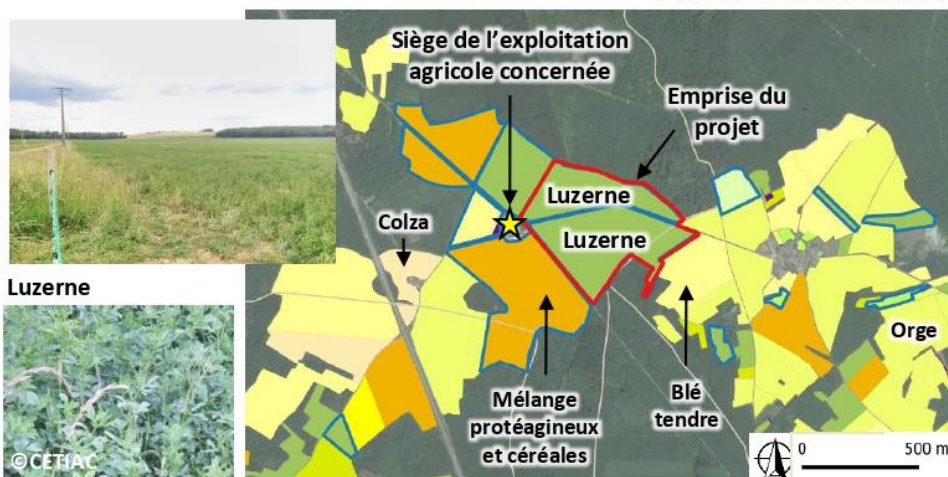 Siège de l'exploitation
agricole concernée
Emprise du
projet
Luzerne
Colza
Luzerne
Luzerne
Orge
Mélange
protéagineux
et céréales
Blé
tendre
©CETIAC
0 500 m